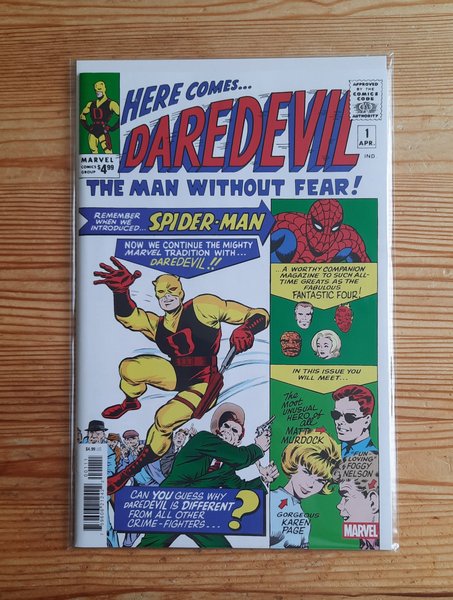 HERE COMES...
DAREDEVIL
APPROVED
BY THE
COMICS
CODE
AUTHORITY
1
APR.
IND.
MARVEL
COMICS
GROUP
$4.99
THE MAN WITHOUT FEAR!
REMEMBER
WHEN WE
INTRODUCED...
SPIDER-MAN
NOW WE CONTINUE THE MIGHTY
MARVEL TRADITION WITH...
DAREDEVIL!!
...A WORTHY COMPANION
MAGAZINE TO SUCH ALL-
TIME GREATS AS THE
FABULOUS
FANTASTIC FOUR!
IN THIS ISSUE YOU
WILL MEET...
The
Most
unusual
HERO of
all
MATT
MURDOCK
"FUN-
LOVING"
FOGGY
NELSON
GORGEOUS
KAREN
PAGE
$4.99 US
CAN YOU GUESS WHY
DAREDEVIL IS DIFFERENT
FROM ALL OTHER
CRIME-FIGHTERS...
?
MARVEL